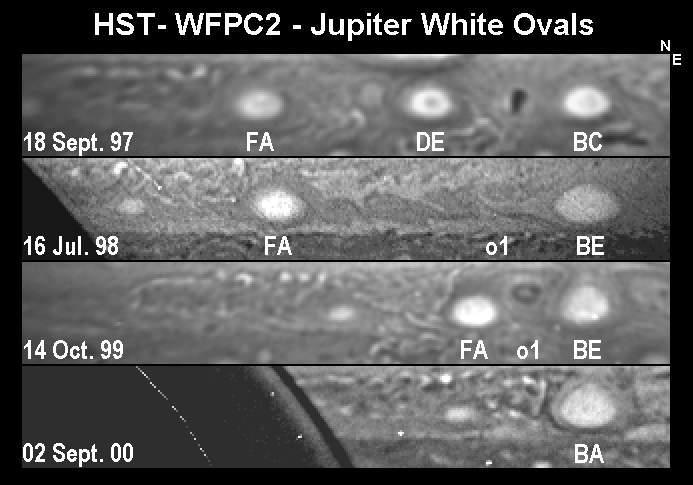 HST- WFPC2 - Jupiter White Ovals
N
E
18 Sept. 97 FA DE BC
16 Jul. 98 FA o1 BE
14 Oct. 99 FA o1 BE
02 Sept. 00 BA